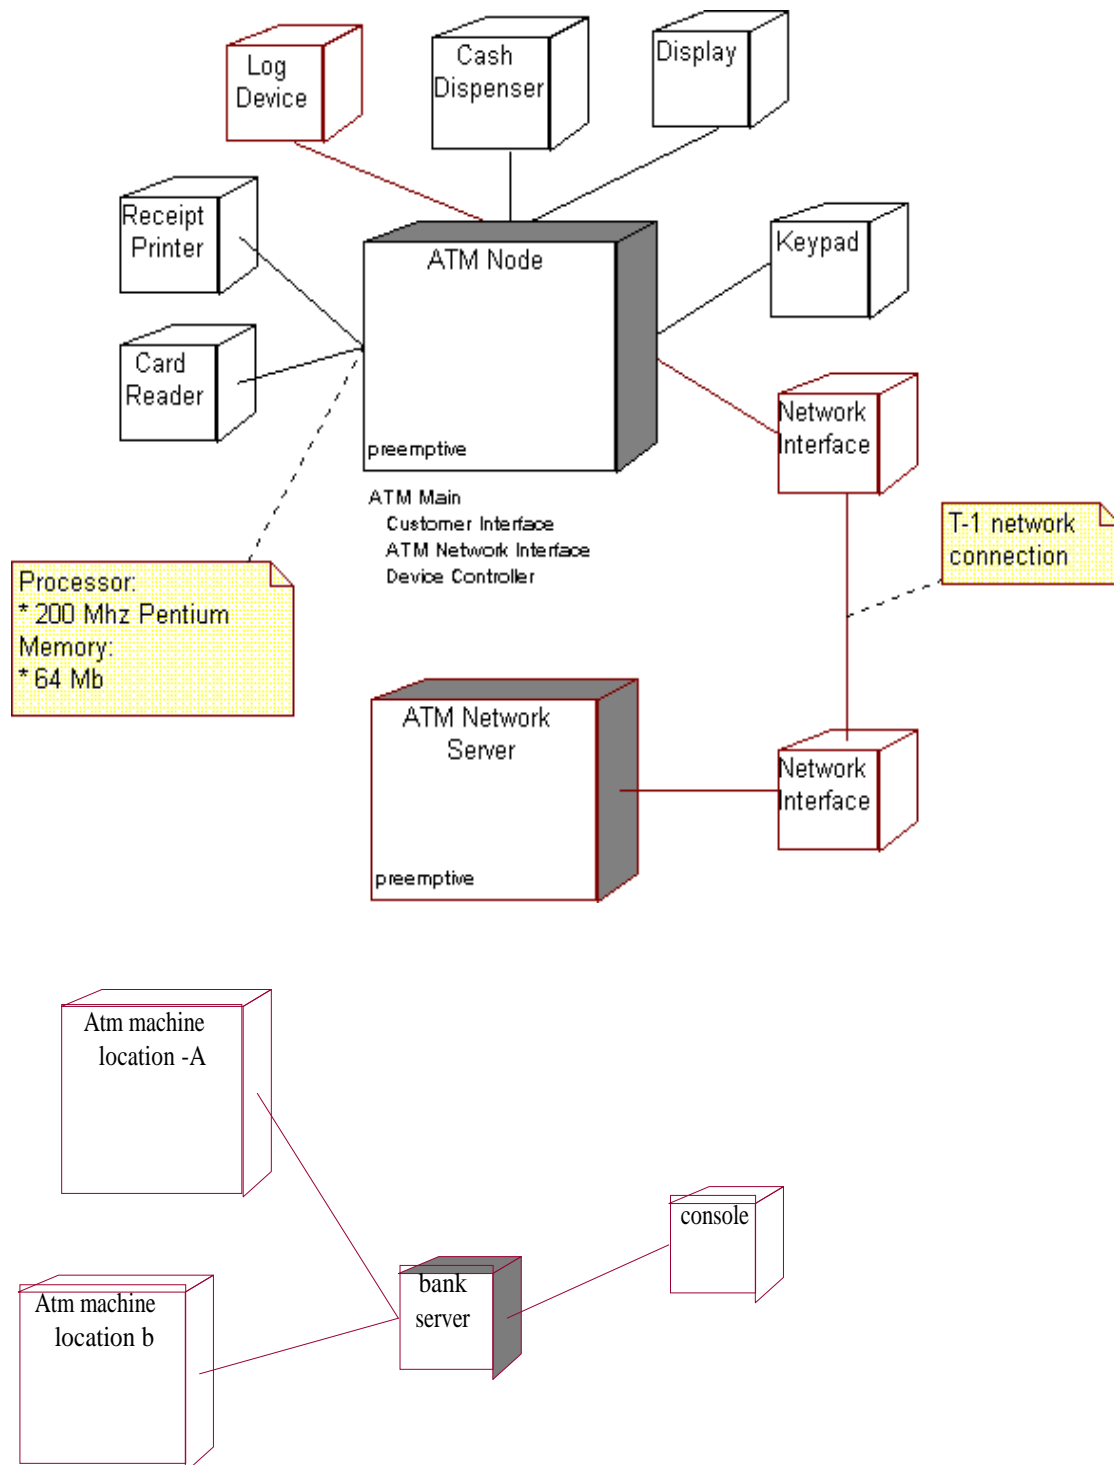 Log
Device
Cash
Dispenser
Display
Receipt
Printer
ATM Node
Keypad
Card
Reader
Network
Interface
preemptive
ATM Main
Customer Interface
ATM Network Interface
Device Controller
T-1 network
connection
Processor:
* 200 Mhz Pentium
Memory:
* 64 Mb
ATM Network
Server
Network
Interface
preemptive
Atm machine
location -A
console
bank
server
Atm machine
location b